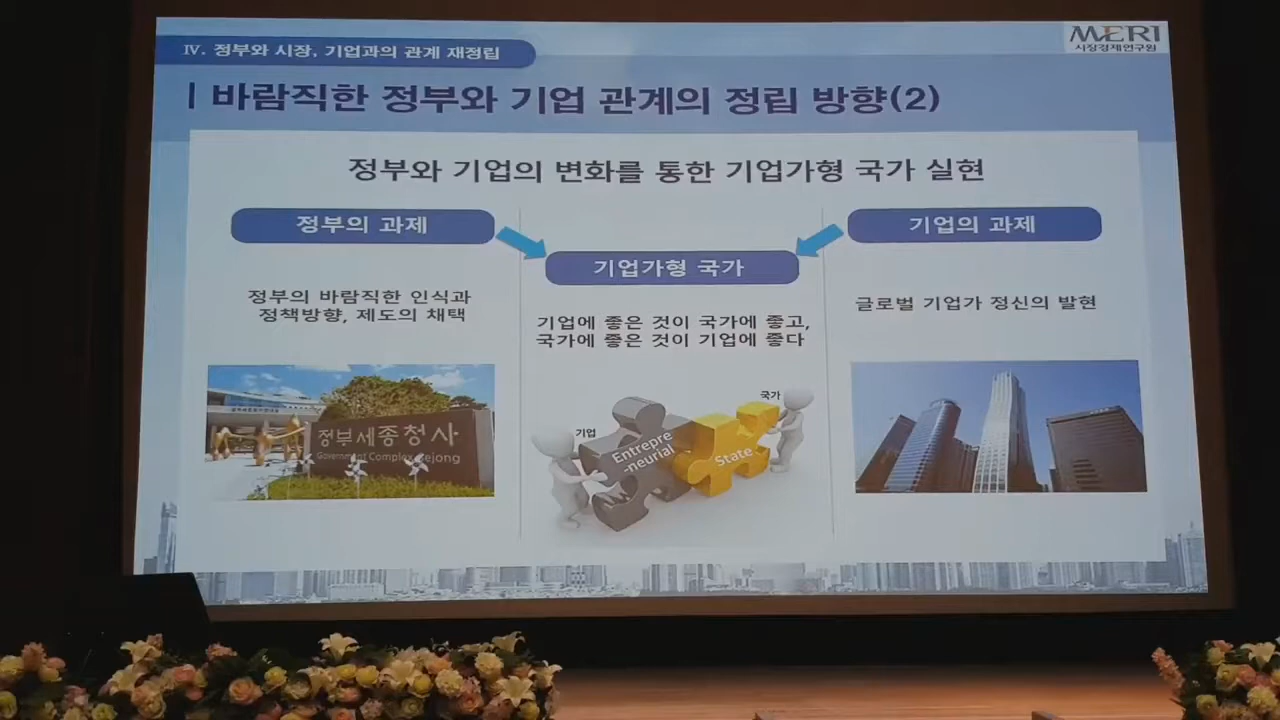 Ⅳ. 정부와 시장, 기업과의 관계 재정립
MERI
시장경제연구원
바람직한 정부와 기업 관계의 정립 방향(2)
정부와 기업의 변화를 통한 기업가형 국가 실현
정부의 과제
정부의 바람직한 인식과
정책방향, 제도의 채택
정부세종청사
Government Complex Sejong
기업가형 국가
기업에 좋은 것이 국가에 좋고,
국가에 좋은 것이 기업에 좋다
기업
국가
Entrepre
-neurial
State
기업의 과제
글로벌 기업가 정신의 발현